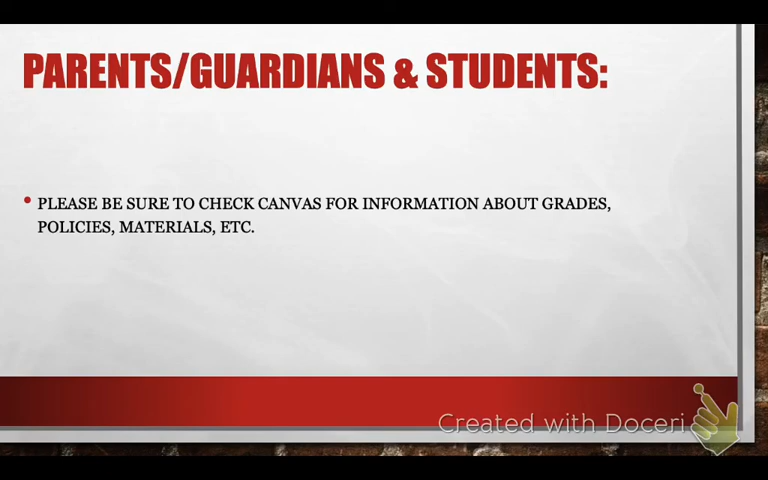 PARENTS/GUARDIANS & STUDENTS:
• PLEASE BE SURE TO CHECK CANVAS FOR INFORMATION ABOUT GRADES,
POLICIES, MATERIALS, ETC.
Created with Doceri